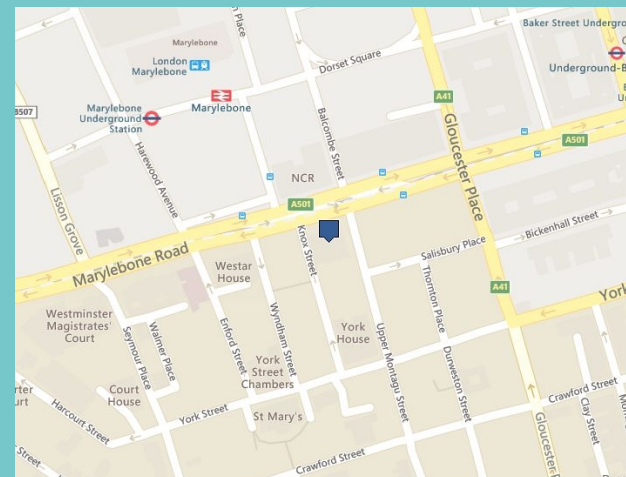 Baker Street Undergro
Marylebone
n Place
London
Marylebone
Dorset Square
Underground-B
A41
B507
Marylebone
Underground
Station
Marylebone
Balcombe Street
Gloucester Place
A501
Harewood Avenue
NCR
Lisson Grove
A501
Marylebone Road
Knox Street
Bickenhall Street
Salisbury Place
Westar
House
Thornton Place
A41
York
Westminster
Magistrates'
Court
Seymour Place
Walmer Place
Enford Street
Wyndham Street
York
House
Upper Montagu Street
Durweston Street
York
Street
Chambers
Court
House
Harcourt Street
York Street
St Mary's
Crawford Street
Clay Street
Gloucester P
Crawford Street